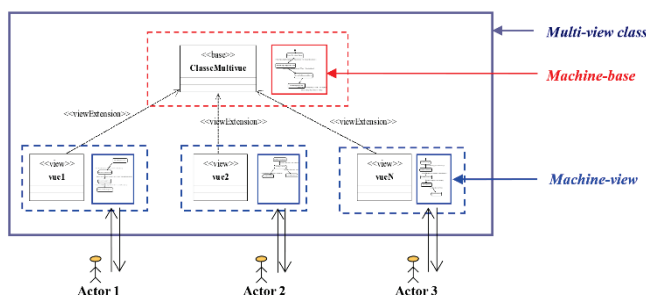 <<base>>
ClasseMultivue
Multi-view class
Machine-base
<<viewExtension>>
<<viewExtension>>
<<viewExtension>>
<<view>>
vue1
<<view>>
vue2
<<view>>
vueN
Machine-view
Actor 1
Actor 2
Actor 3